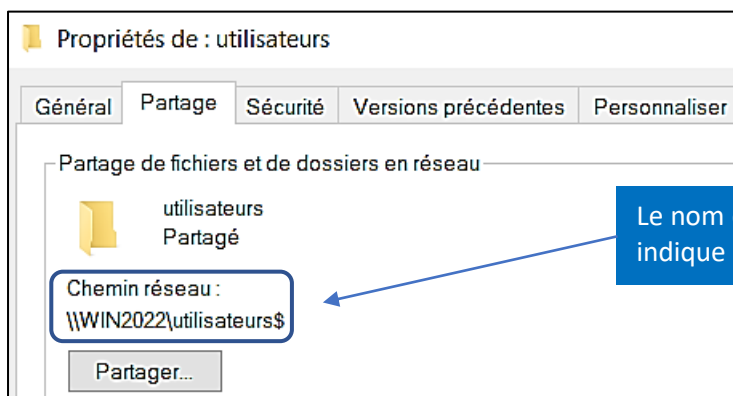 Propriétés de : utilisateurs
Général Partage Sécurité Versions précédentes Personnaliser
Partage de fichiers et de dossiers en réseau
utilisateurs
Partagé
Le nom
indique
Chemin réseau :
\\WIN2022\utilisateurs$
Partager...